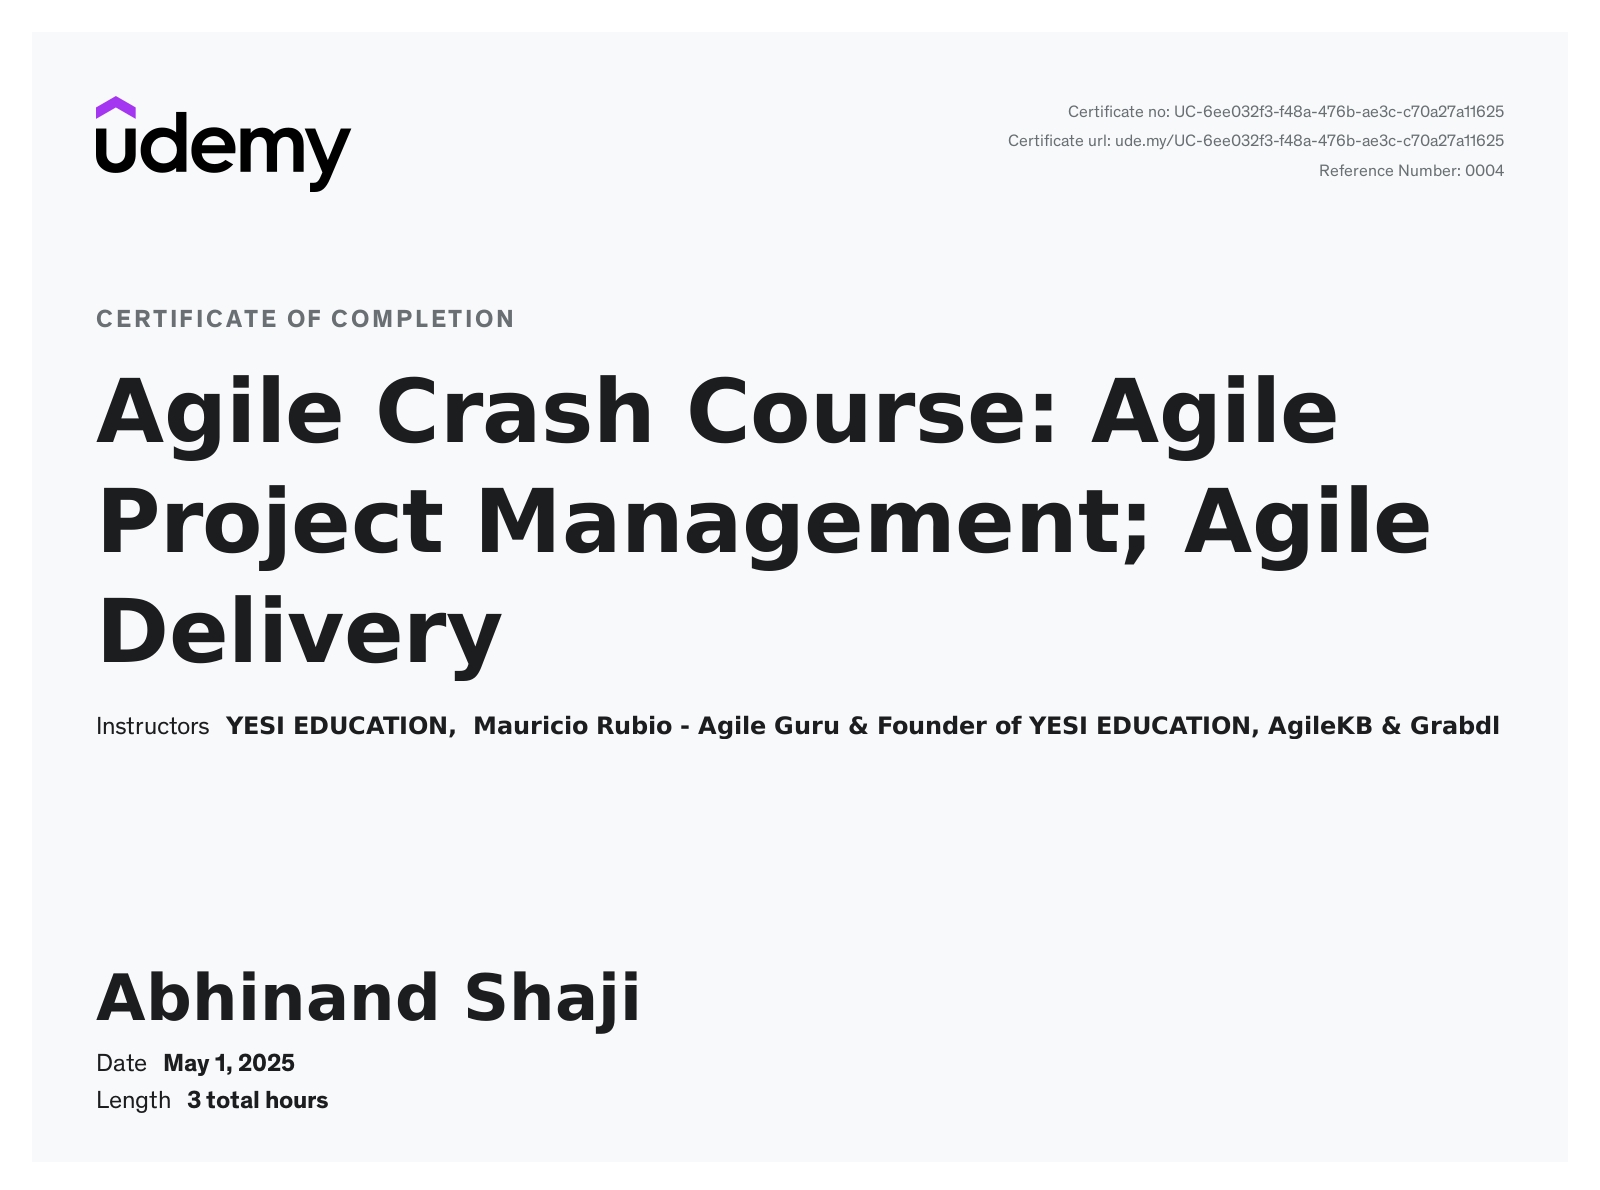 udemy
Certificate no: UC-6ee032f3-f48a-476b-ae3c-c70a27a11625
Certificate url: ude.my/UC-6ee032f3-f48a-476b-ae3c-c70a27a11625
Reference Number: 0004
CERTIFICATE OF COMPLETION
Agile Crash Course: Agile
Project Management; Agile
Delivery
Instructors YESI EDUCATION, Mauricio Rubio - Agile Guru & Founder of YESI EDUCATION, AgileKB & Grabdl
Abhinand Shaji
Date May 1, 2025
Length 3 total hours